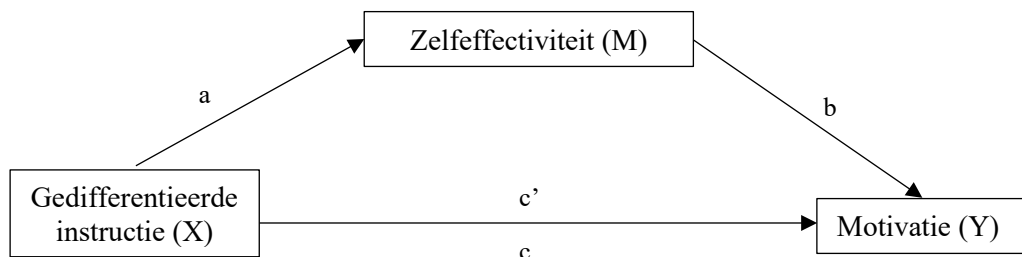 Zelfeffectiviteit (M)
a
b
Gedifferentieerde
instructie (X)
c’
Motivatie (Y)
c